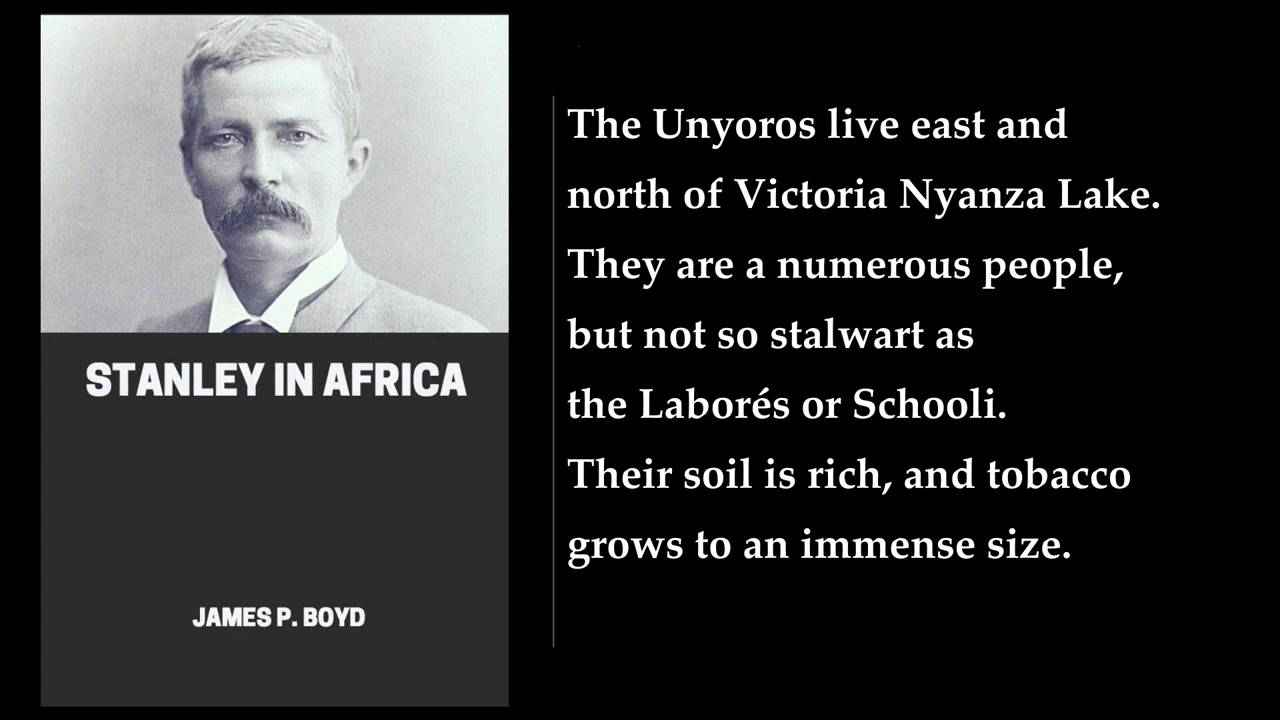 STANLEY IN AFRICA
JAMES P. BOYD
The Unyoros live east and
north of Victoria Nyanza Lake.
They are a numerous people,
but not so stalwart as
the Laborés or Schooli.
Their soil is rich, and tobacco
grows to an immense size.